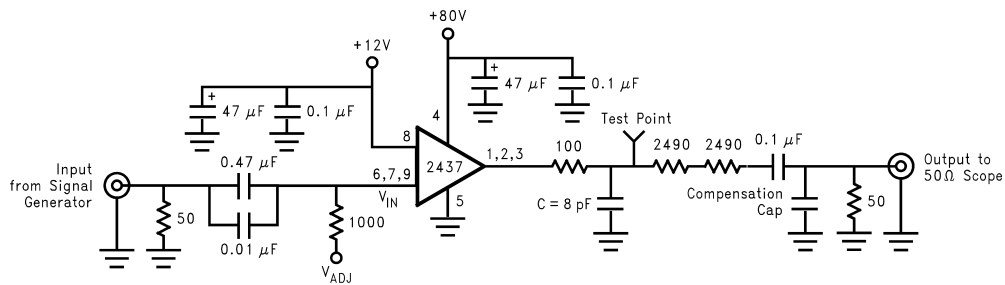 +80V
+12V
+
47 μF
0.1 μF
+
47 μF
0.1 μF
4
Test Point
8
100
2490
2490
0.1 μF
Input
from Signal
Generator
0.47 μF
6,7,9
2437
1,2,3
Output to
50Ω Scope
V_IN
5
C = 8 pF
Compensation
Cap
50
50
1000
0.01 μF
V_ADJ